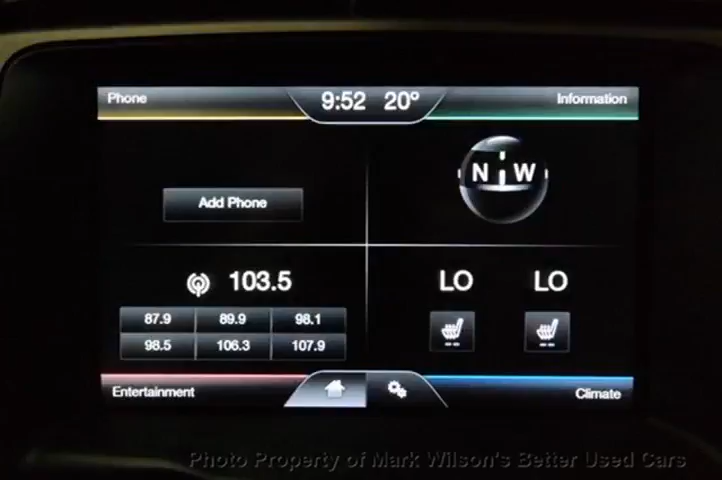 Phone 9:52 20° Information
N W
Add Phone
103.5 LO LO
87.9 89.9 98.1
98.5 106.3 107.9
Entertainment Climate
Photo Property of Mark Wilson's Better Used Cars